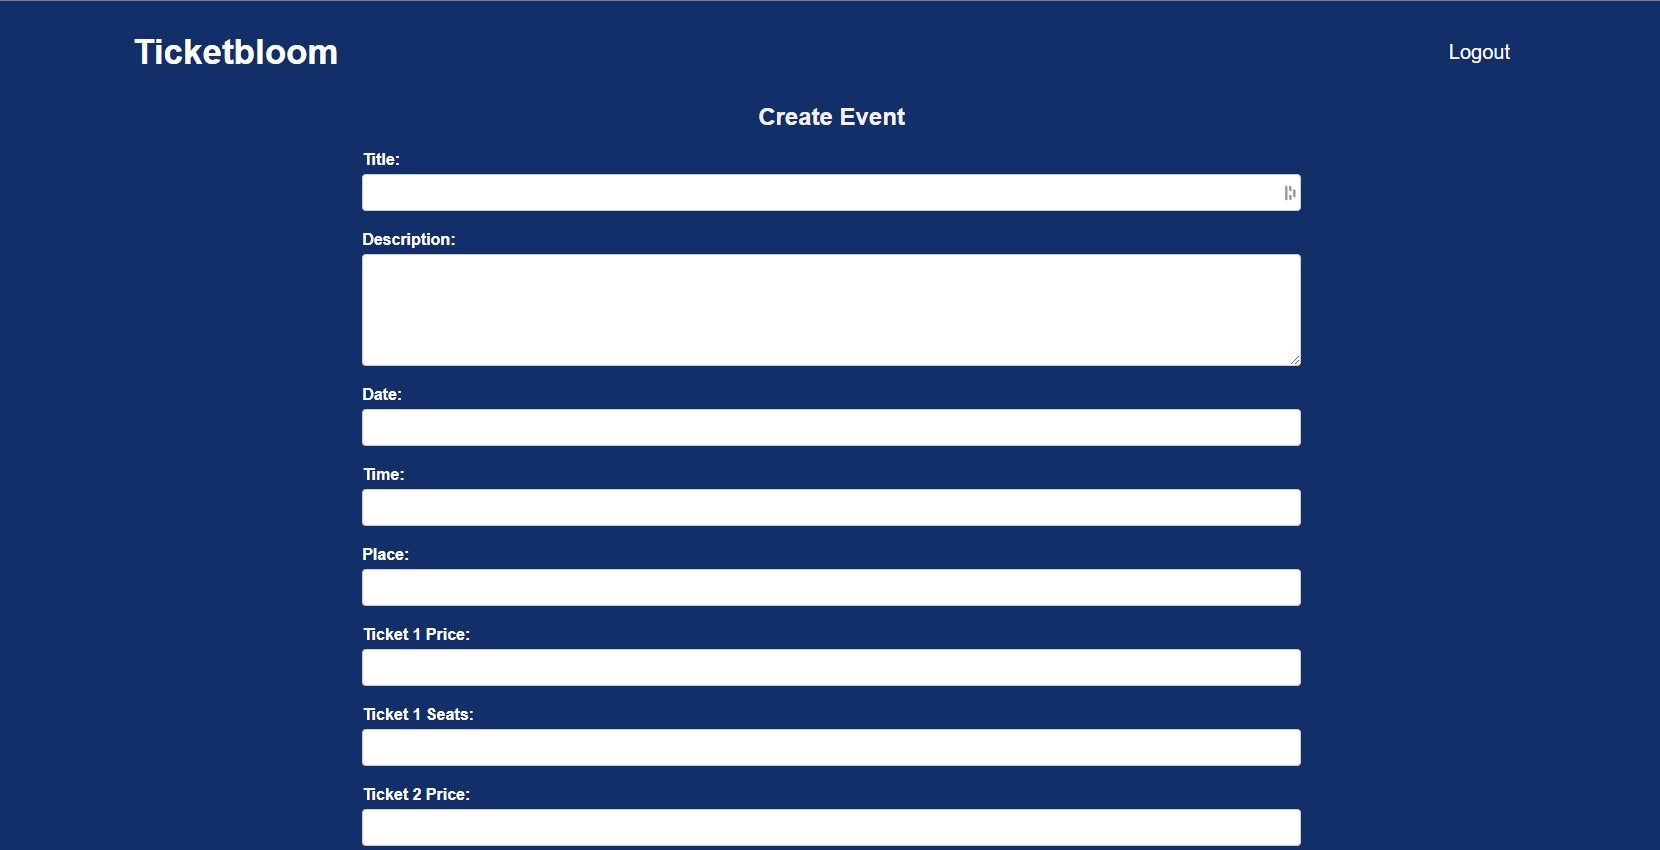 Ticketbloom
Logout
Create Event
Title:
Description:
Date:
Time:
Place:
Ticket 1 Price:
Ticket 1 Seats:
Ticket 2 Price: